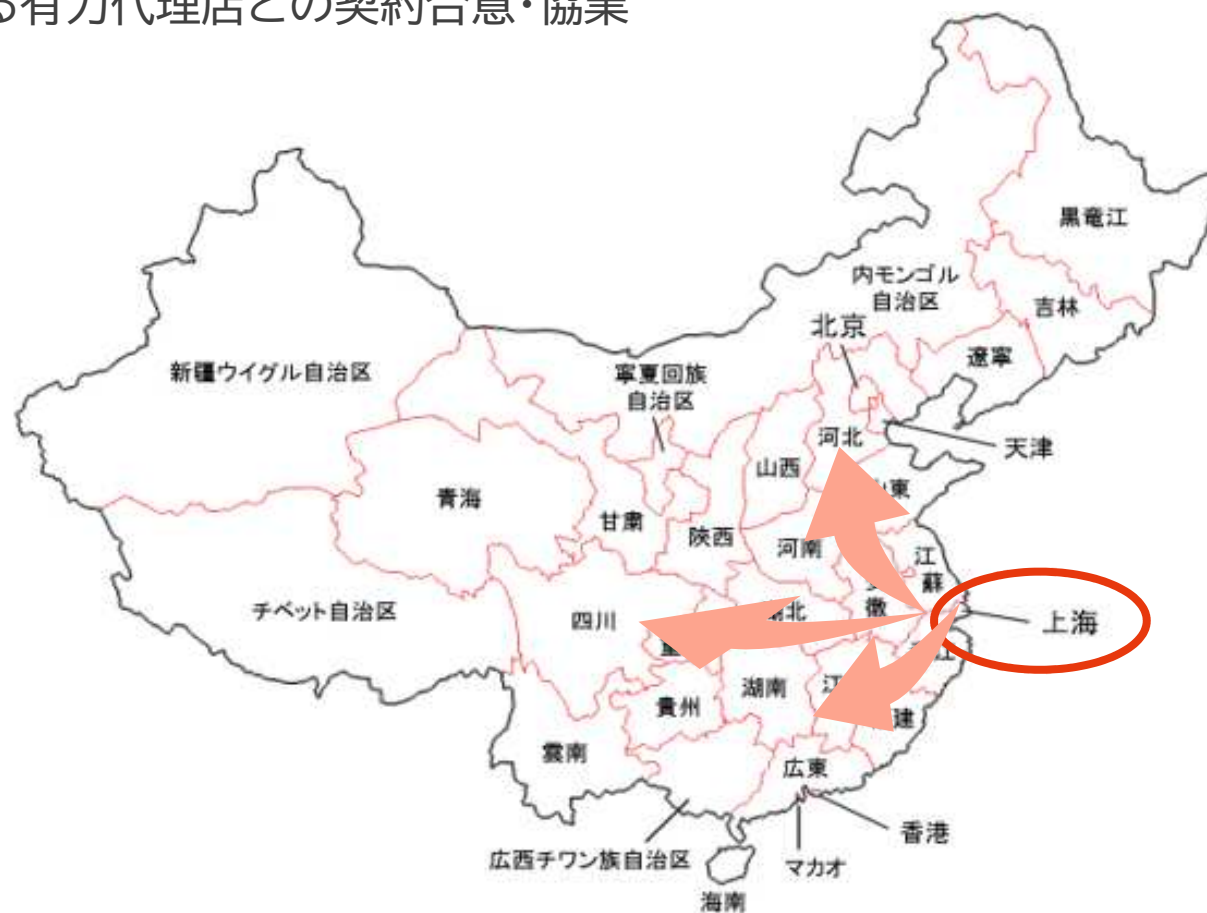 る有力代理店との契約合意・協業
黒竜江
内モンゴル
自治区
吉林
北京
遼寧
新疆ウイグル自治区
寧夏回族
自治区
河北
天津
山西
青海
東
甘粛
陝西
河南
江
蘇
チベット自治区
四川
北
徽
上海
江
湖南
江
貴州
建
雲南
広東
香港
広西チワン族自治区
マカオ
海南